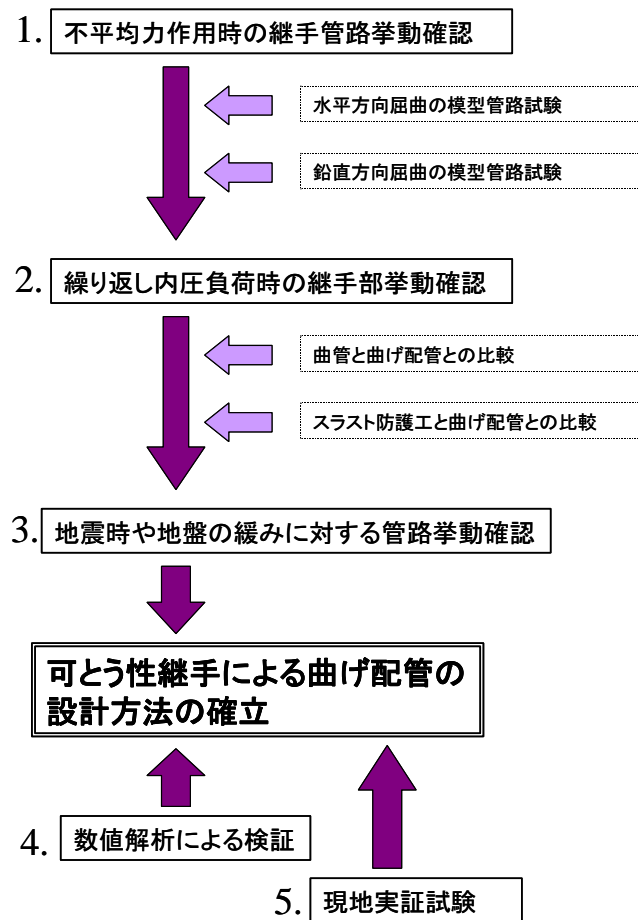 1. 不平均力作用時の継手管路挙動確認
水平方向屈曲の模型管路試験
鉛直方向屈曲の模型管路試験
2. 繰り返し内圧負荷時の継手部挙動確認
曲管と曲げ配管との比較
スラスト防護工と曲げ配管との比較
3. 地震時や地盤の緩みに対する管路挙動確認
可とう性継手による曲げ配管の
設計方法の確立
4. 数値解析による検証
5. 現地実証試験